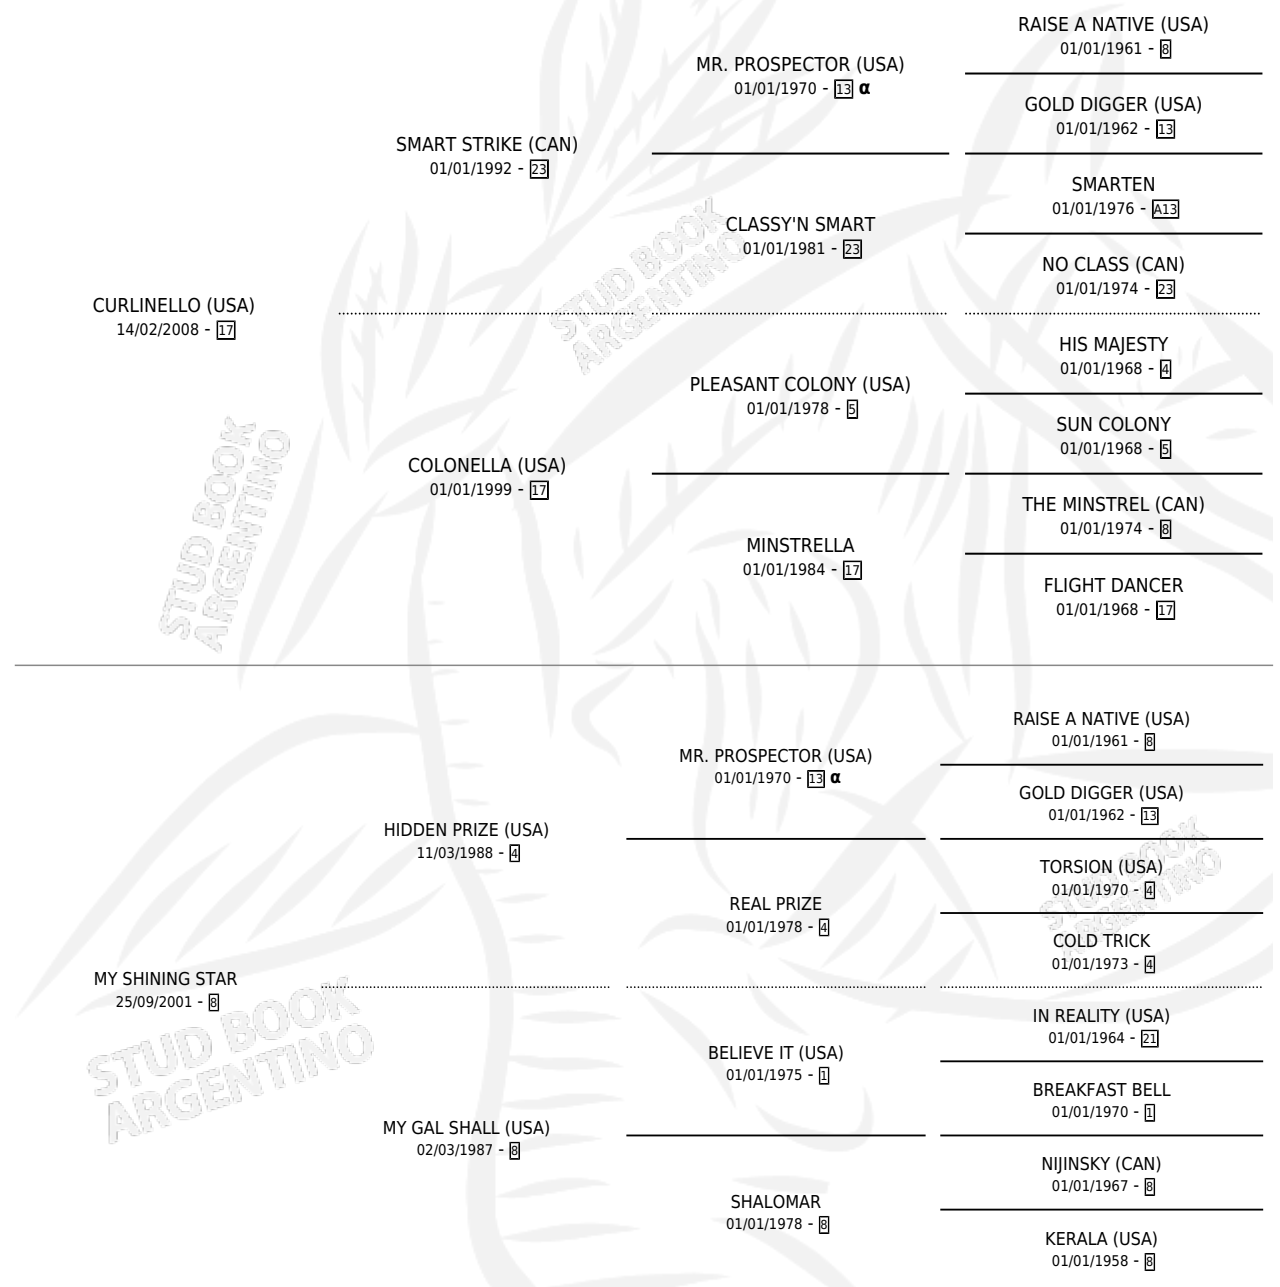 RAISE A NATIVE (USA)
01/01/1961 - 8
MR. PROSPECTOR (USA)
01/01/1970 - 13 α
GOLD DIGGER (USA)
01/01/1962 - 13
SMART STRIKE (CAN)
01/01/1992 - 23
SMARTEN
01/01/1976 - A13
CLASSY'N SMART
01/01/1981 - 23
NO CLASS (CAN)
01/01/1974 - 23
CURLINELLO (USA)
14/02/2008 - 17
HIS MAJESTY
01/01/1968 - 4
PLEASANT COLONY (USA)
01/01/1978 - 5
SUN COLONY
01/01/1968 - 5
COLONELLA (USA)
01/01/1999 - 17
THE MINSTREL (CAN)
01/01/1974 - 8
MINSTRELLA
01/01/1984 - 17
FLIGHT DANCER
01/01/1968 - 17
STUD BOOK
ARGENTINO
STUD BOOK
ARGENTINO
RAISE A NATIVE (USA)
01/01/1961 - 8
MR. PROSPECTOR (USA)
01/01/1970 - 13 α
GOLD DIGGER (USA)
01/01/1962 - 13
HIDDEN PRIZE (USA)
11/03/1988 - 4
TORSION (USA)
01/01/1970 - 4
REAL PRIZE
01/01/1978 - 4
COLD TRICK
01/01/1973 - 4
MY SHINING STAR
25/09/2001 - 8
IN REALITY (USA)
01/01/1964 - 21
BELIEVE IT (USA)
01/01/1975 - 1
BREAKFAST BELL
01/01/1970 - 1
MY GAL SHALL (USA)
02/03/1987 - 8
NIJINSKY (CAN)
01/01/1967 - 8
SHALOMAR
01/01/1978 - 8
KERALA (USA)
01/01/1958 - 8
STUD BOOK
ARGENTINO
STUD BOOK
ARGENTINO